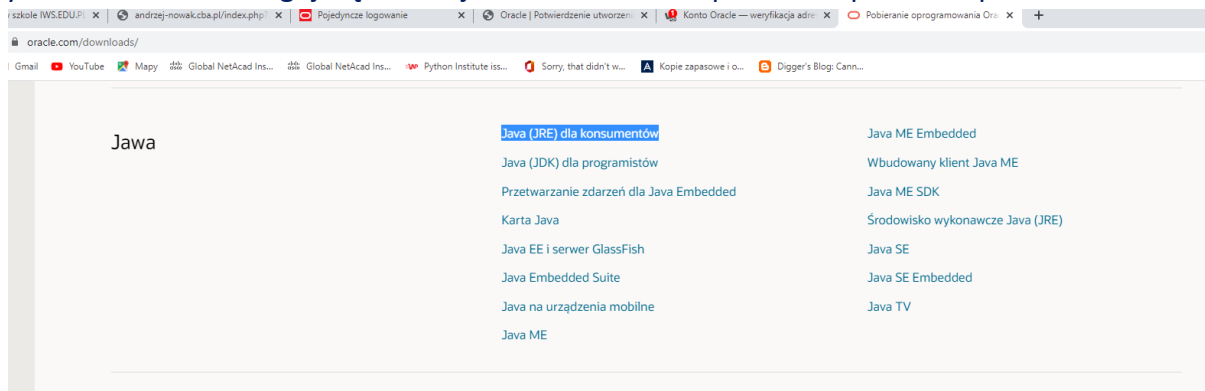 szkole IWS.EDU.PL
andrzej-nowak.cba.pl/index.php?
Pojedyncze logowanie
Oracle | Potwierdzenie utworzeni
Konto Oracle — weryfikacja adre
Pobieranie oprogramowania Ora
oracle.com/downloads/
Gmail YouTube Mapy Global NetAcad Ins... Global NetAcad Ins... Python Institute iss... Sorry, that didn't w... Kopie zapasowe i o... Digger's Blog: Cann...
Jawa
Java (JRE) dla konsumentów
Java (JDK) dla programistów
Przetwarzanie zdarzeń dla Java Embedded
Karta Java
Java EE i serwer GlassFish
Java Embedded Suite
Java na urządzenia mobilne
Java ME
Java ME Embedded
Wbudowany klient Java ME
Java ME SDK
Środowisko wykonawcze Java (JRE)
Java SE
Java SE Embedded
Java TV